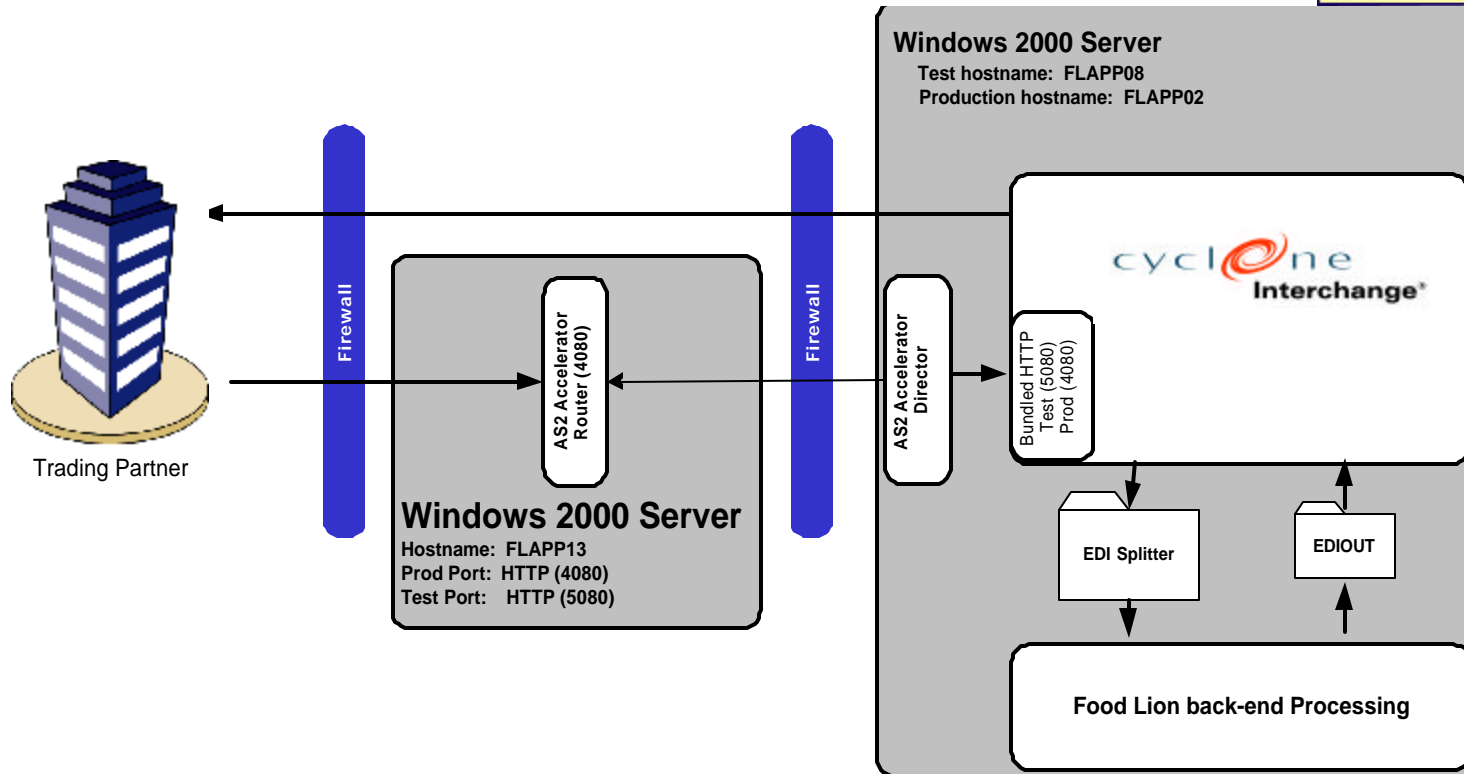 Windows 2000 Server
Test hostname: FLAPP08
Production hostname: FLAPP02
Firewall
Firewall
cyclone
Interchange®
AS2 Accelerator
Router (4080)
AS2 Accelerator
Director
Bundled HTTP
Test (5080)
Prod (4080)
Trading Partner
Windows 2000 Server
Hostname: FLAPP13
Prod Port: HTTP (4080)
Test Port: HTTP (5080)
EDI Splitter
EDIOUT
Food Lion back-end Processing